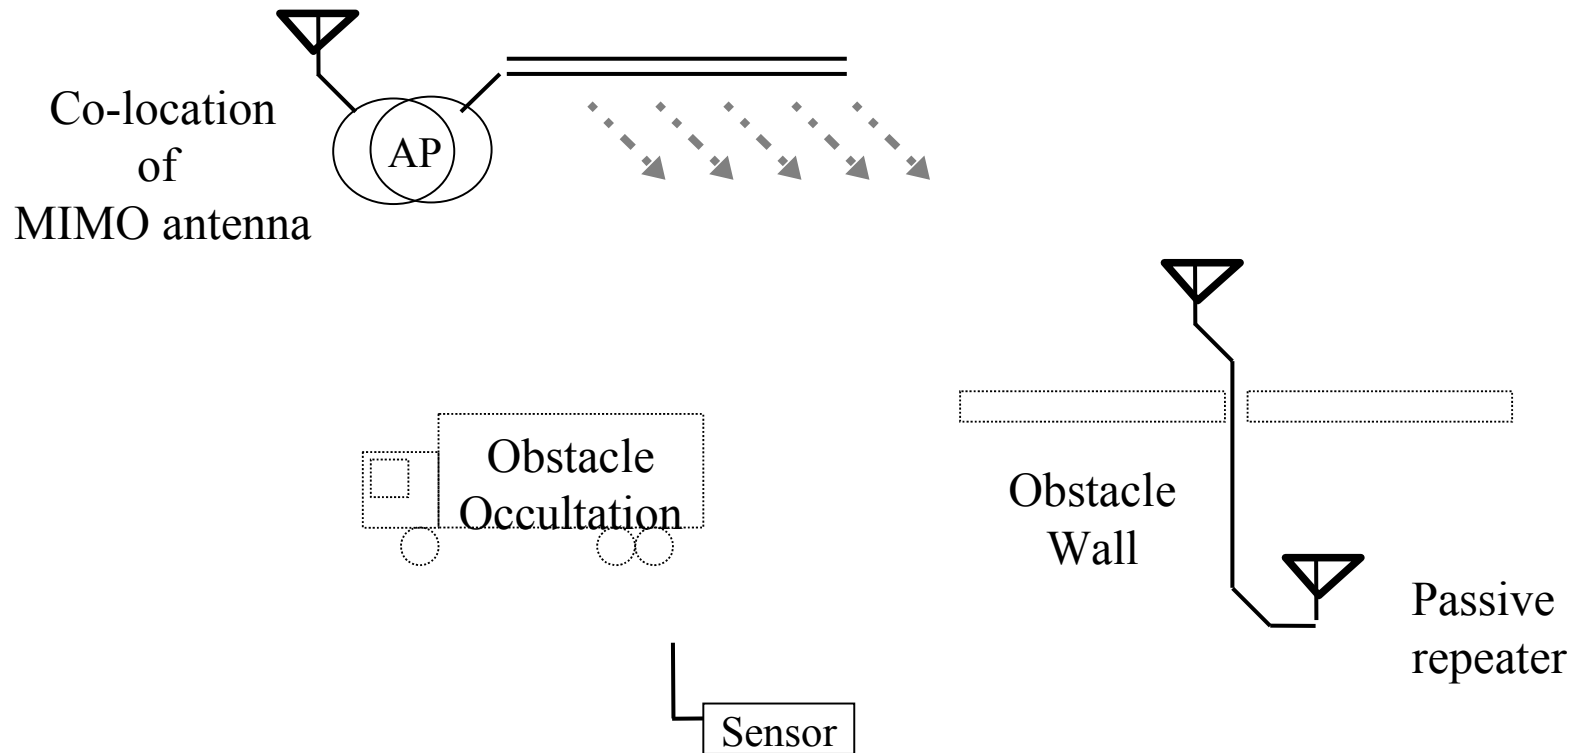 Co-location
of
MIMO antenna
AP
Obstacle
Occultation
Obstacle
Wall
Passive
repeater
Sensor